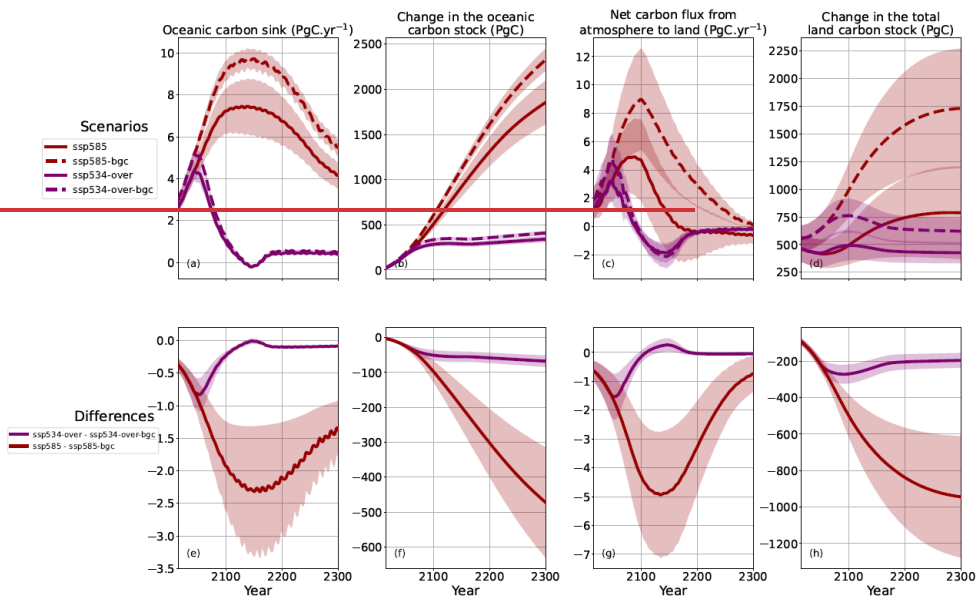 Oceanic carbon sink (PgC.yr⁻¹)
Change in the oceanic
carbon stock (PgC)
Net carbon flux from
atmosphere to land (PgC.yr⁻¹)
Change in the total
land carbon stock (PgC)
Scenarios
ssp585
ssp585-bgc
ssp534-over
ssp534-over-bgc
10
8
6
4
2
0
(a)
2500
2000
1500
1000
500
0
(b)
12
10
8
6
4
2
0
−2
(c)
2250
2000
1750
1500
1250
1000
750
500
250
(d)
Differences
ssp534-over - ssp534-over-bgc
ssp585 - ssp585-bgc
0.0
−0.5
−1.0
−1.5
−2.0
−2.5
−3.0
−3.5
(e)
2100
2200
2300
Year
0
−100
−200
−300
−400
−500
−600
(f)
2100
2200
2300
Year
0
−1
−2
−3
−4
−5
−6
−7
(g)
2100
2200
2300
Year
−200
−400
−600
−800
−1000
−1200
(h)
2100
2200
2300
Year